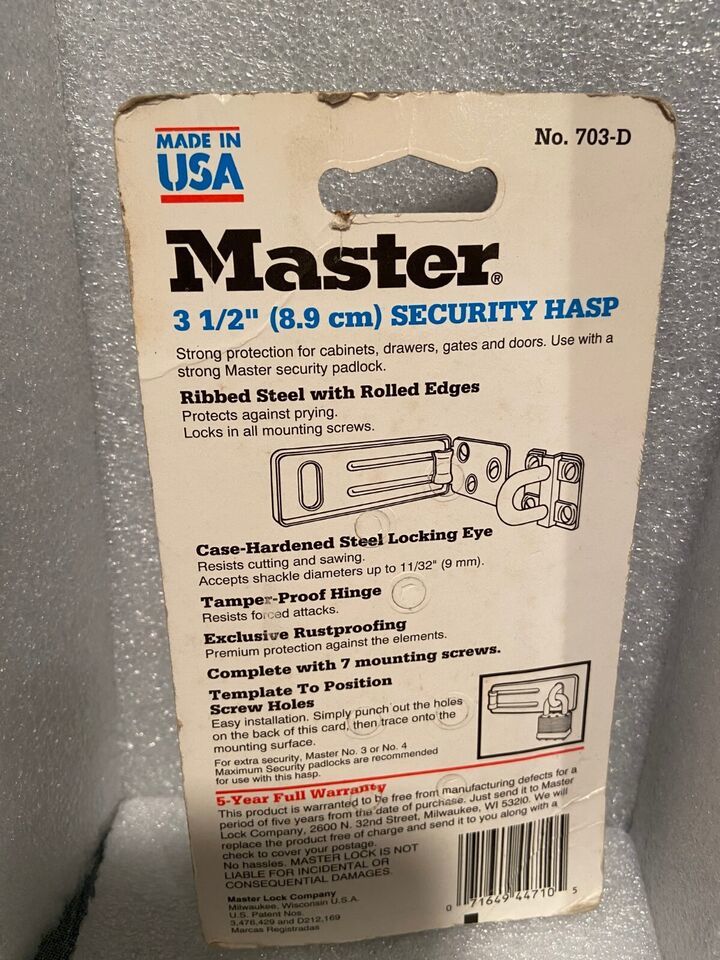 MADE IN
USA
No. 703-D
Master®
3 1/2" (8.9 cm) SECURITY HASP
Strong protection for cabinets, drawers, gates and doors. Use with a
strong Master security padlock.
Ribbed Steel with Rolled Edges
Protects against prying.
Locks in all mounting screws.
Case-Hardened Steel Locking Eye
Resists cutting and sawing.
Accepts shackle diameters up to 11/32" (9 mm).
Tamper-Proof Hinge
Resists forced attacks.
Exclusive Rustproofing
Premium protection against the elements.
Complete with 7 mounting screws.
Template To Position
Screw Holes
Easy installation. Simply punch out the holes
on the back of this card, then trace onto the
mounting surface.
For extra security, Master No. 3 or No. 4
Maximum Security padlocks are recommended
for use with this hasp.
5-Year Full Warranty
This product is warranted to be free from manufacturing defects for a
period of five years from the date of purchase. Just send it to Master
Lock Company, 2600 N. 32nd Street, Milwaukee, WI 53210. We will
replace the product free of charge and send it to you along with a
check to cover your postage.
No hassles. MASTER LOCK IS NOT
LIABLE FOR INCIDENTAL OR
CONSEQUENTIAL DAMAGES.
Master Lock Company
Milwaukee, Wisconsin U.S.A.
U.S. Patent Nos.
3,476,429 and D212,169
Marcas Registradas
0 71649 44710 5